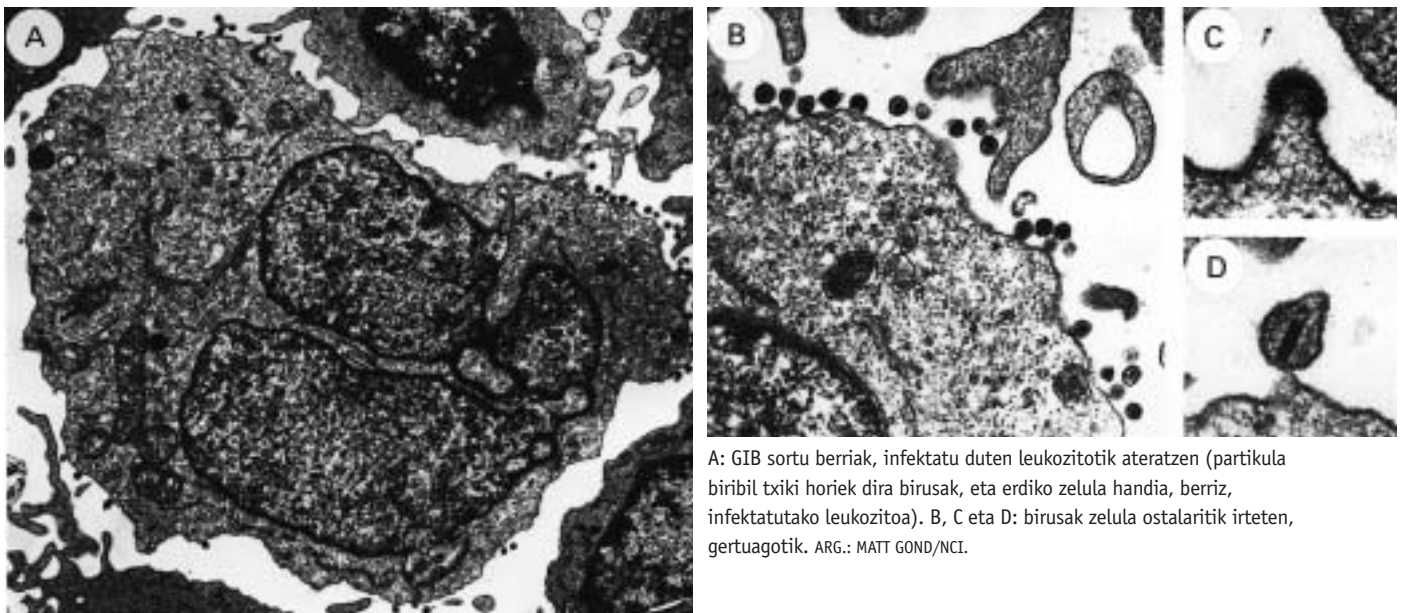 A
B
C
D
A: GIB sortu berriak, infektatu duten leukozitotik ateratzen (partikula
biribil txiki horiek dira birusak, eta erdiko zelula handia, berriz,
infektatutako leukozitoa). B, C eta D: birusak zelula ostalaritik irteten,
gertuagotik. ARG.: MATT GOND/NCI.